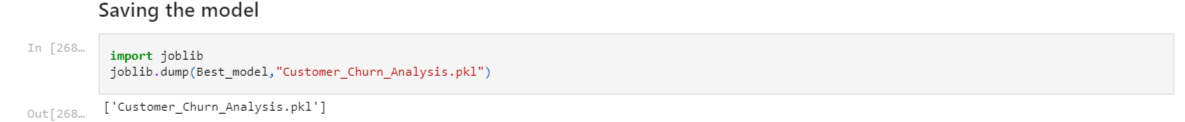 Saving the model
In [268…
import joblib
joblib.dump(Best_model,"Customer_Churn_Analysis.pkl")
Out[268…
['Customer_Churn_Analysis.pkl']